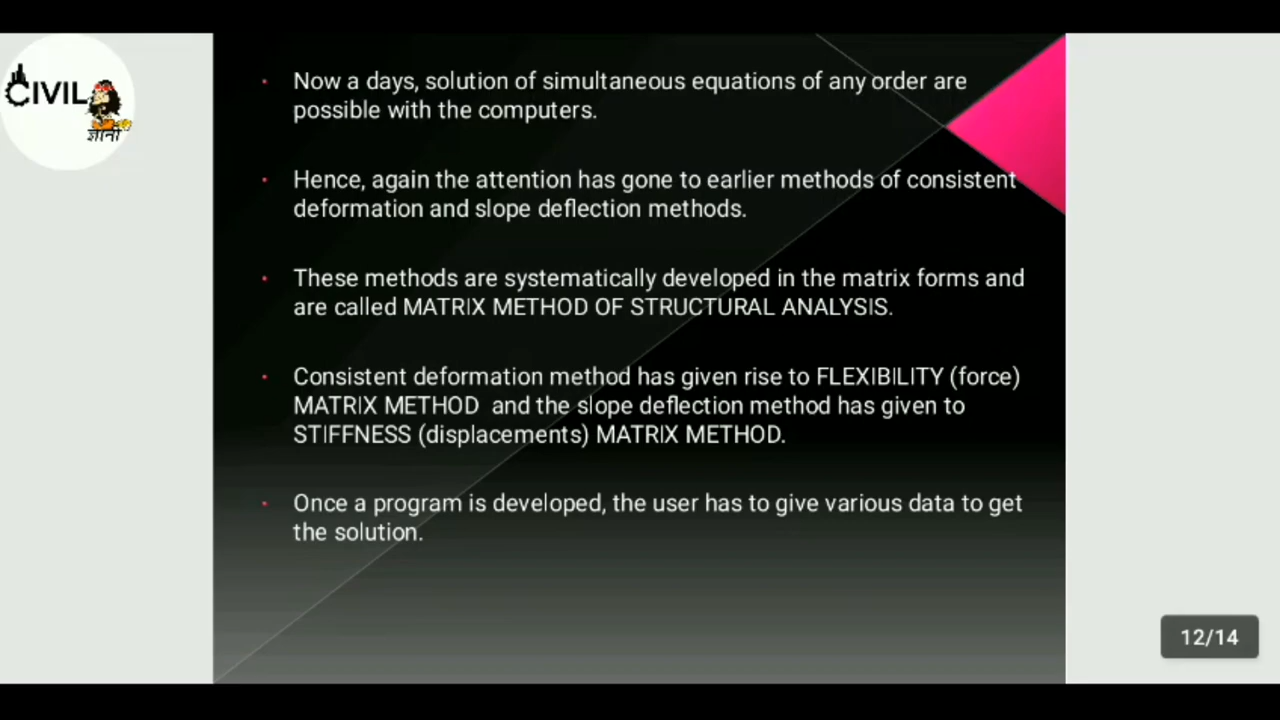 CIVIL
ज्ञानी
• Now a days, solution of simultaneous equations of any order are
possible with the computers.
• Hence, again the attention has gone to earlier methods of consistent
deformation and slope deflection methods.
• These methods are systematically developed in the matrix forms and
are called MATRIX METHOD OF STRUCTURAL ANALYSIS.
• Consistent deformation method has given rise to FLEXIBILITY (force)
MATRIX METHOD and the slope deflection method has given to
STIFFNESS (displacements) MATRIX METHOD.
• Once a program is developed, the user has to give various data to get
the solution.
12/14